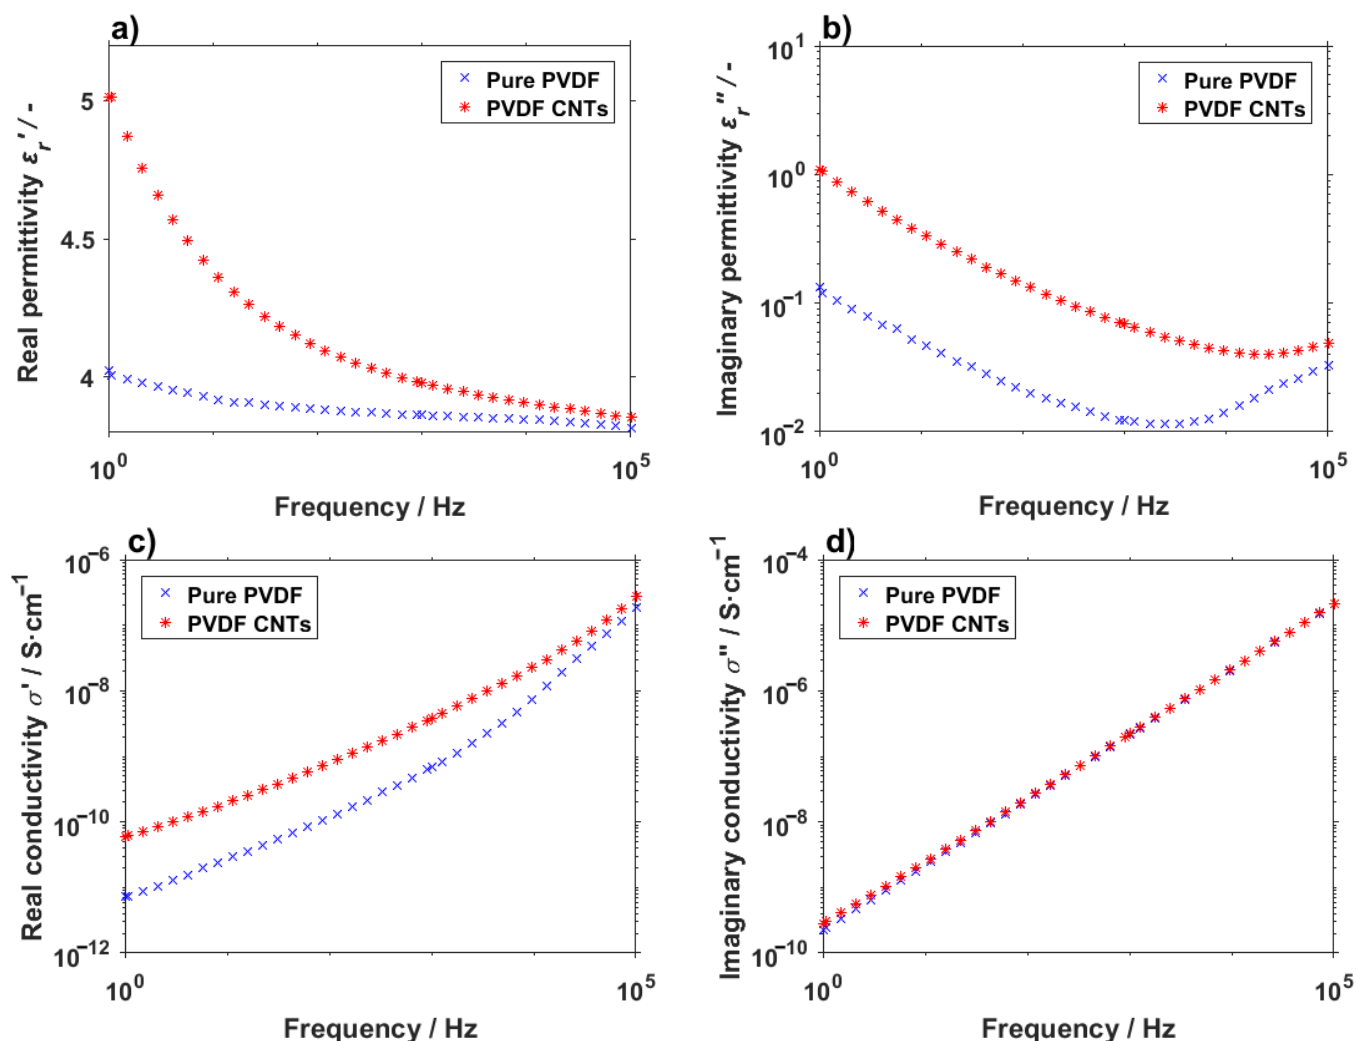 a)
Pure PVDF
PVDF CNTs
Real permittivity εr' / -
5
4.5
4
10^0
10^5
Frequency / Hz
b)
Pure PVDF
PVDF CNTs
Imaginary permittivity εr'' / -
10^1
10^0
10^−1
10^−2
10^0
10^5
Frequency / Hz
c)
Pure PVDF
PVDF CNTs
Real conductivity σ' / S·cm^−1
10^−6
10^−8
10^−10
10^−12
10^0
10^5
Frequency / Hz
d)
Pure PVDF
PVDF CNTs
Imaginary conductivity σ'' / S·cm^−1
10^−4
10^−6
10^−8
10^−10
10^0
10^5
Frequency / Hz